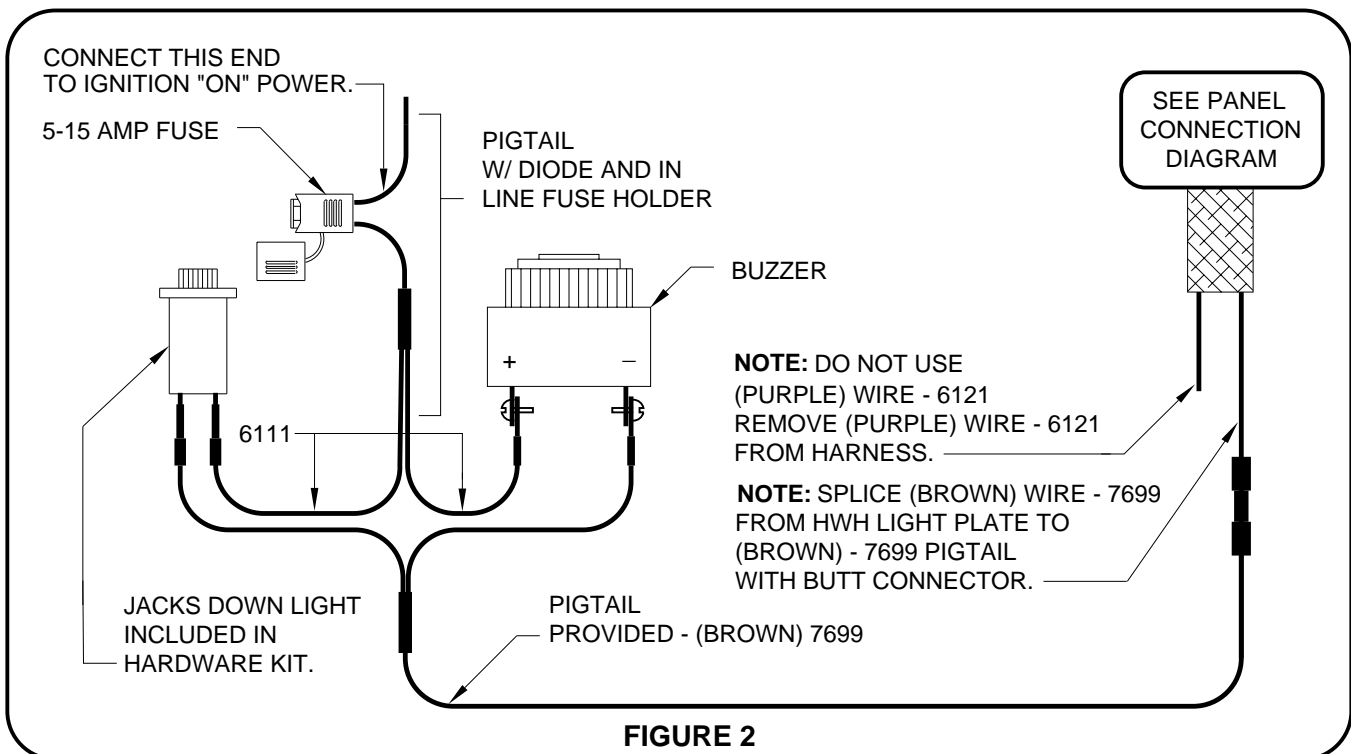 CONNECT THIS END
TO IGNITION "ON" POWER.
5-15 AMP FUSE
PIGTAIL
W/ DIODE AND IN
LINE FUSE HOLDER
SEE PANEL
CONNECTION
DIAGRAM
BUZZER
+
−
NOTE: DO NOT USE
(PURPLE) WIRE - 6121
REMOVE (PURPLE) WIRE - 6121
FROM HARNESS.
6111
NOTE: SPLICE (BROWN) WIRE - 7699
FROM HWH LIGHT PLATE TO
(BROWN) - 7699 PIGTAIL
WITH BUTT CONNECTOR.
JACKS DOWN LIGHT
INCLUDED IN
HARDWARE KIT.
PIGTAIL
PROVIDED - (BROWN) 7699
FIGURE 2